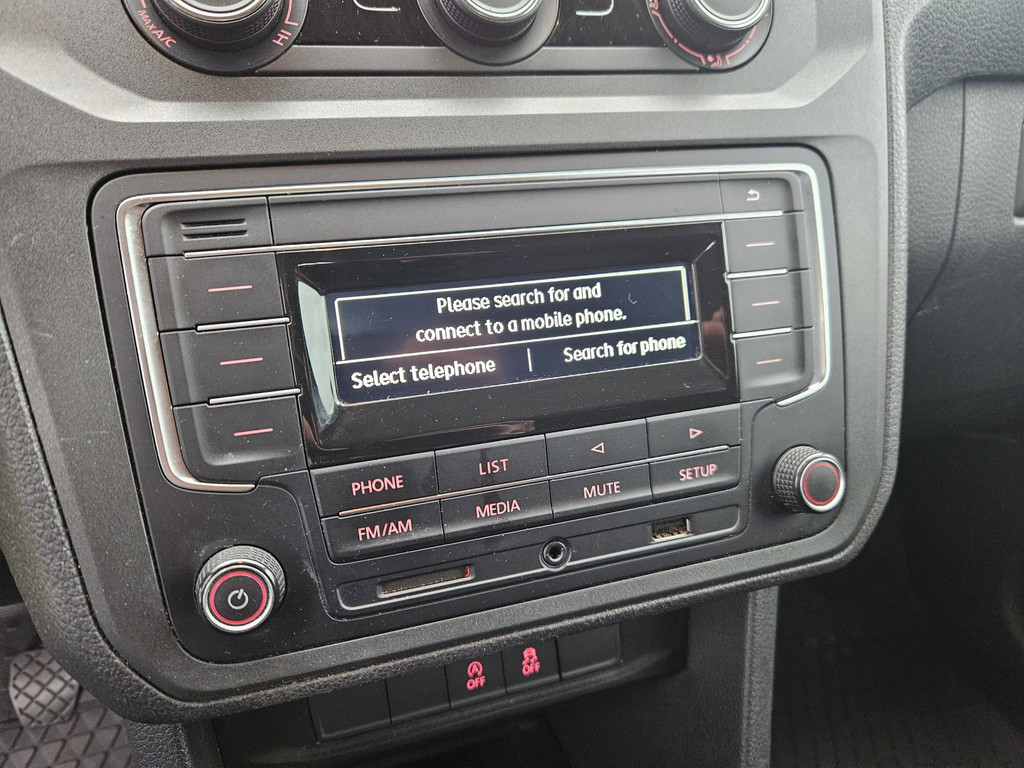 MAX A/C
HI
Please search for and
connect to a mobile phone.
Select telephone | Search for phone
PHONE
LIST
SETUP
FM/AM
MEDIA
MUTE
A
OFF
OFF